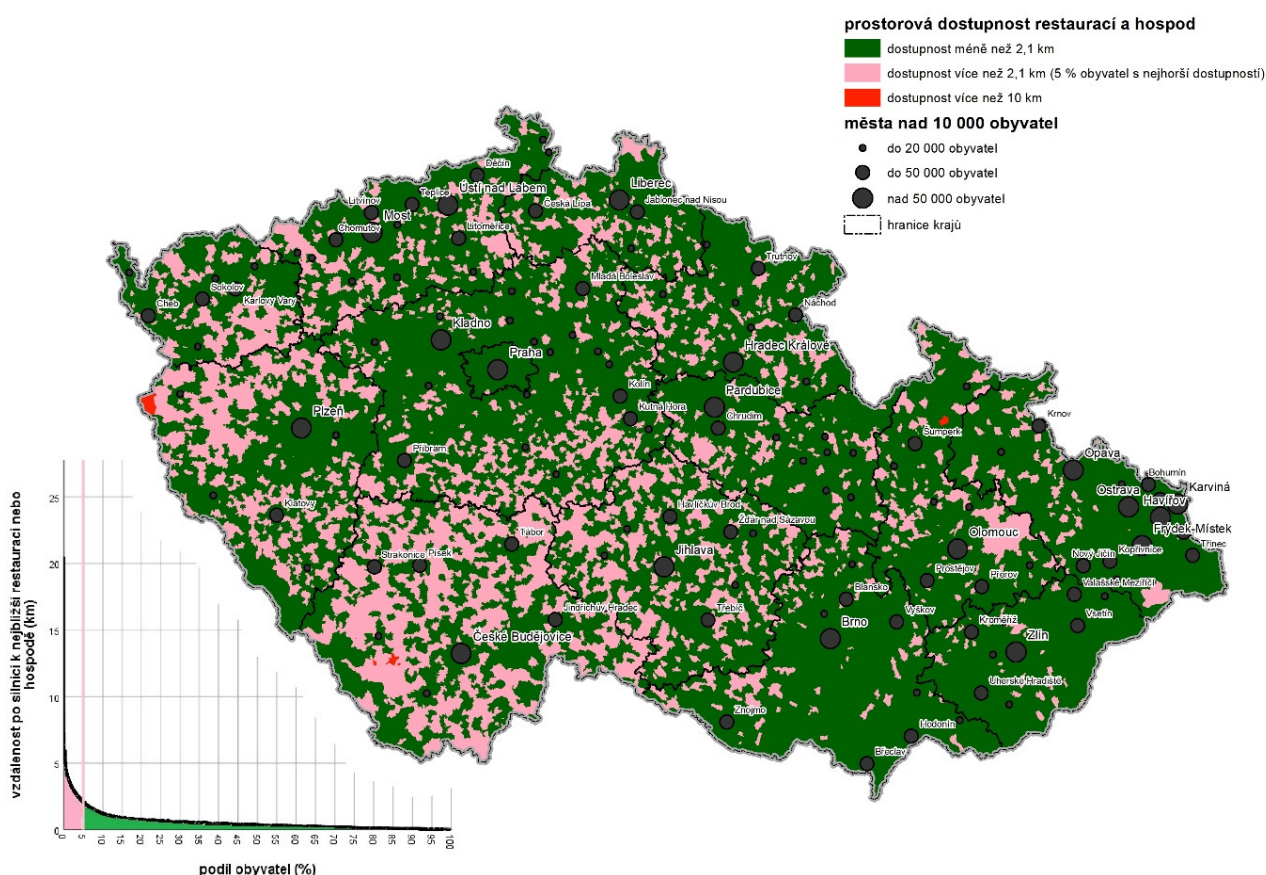 prostorová dostupnost restaurací a hospod
dostupnost méně než 2,1 km
dostupnost více než 2,1 km (5 % obyvatel s nejhorší dostupností)
dostupnost více než 10 km
města nad 10 000 obyvatel
do 20 000 obyvatel
do 50 000 obyvatel
nad 50 000 obyvatel
hranice krajů
Děčín
Teplice
Ústí nad Labem
Liberec
Jablonec nad Nisou
Česká Lípa
Litvínov
Most
Chomutov
Litoměřice
Trutnov
Mladá Boleslav
Sokolov
Karlovy Vary
Cheb
Náchod
Kladno
Praha
Hradec Králové
Kolín
Pardubice
Kutná Hora
Chrudim
Plzeň
Příbram
Šumperk
Krnov
Opava
Bohumín
Karviná
Ostrava
Havířov
Frýdek-Místek
Třinec
Klatovy
Havlíčkův Brod
Žďár nad Sázavou
Tábor
Olomouc
Kopřivnice
Nový Jičín
Strakonice
Písek
Jihlava
Prostějov
Přerov
Valašské Meziříčí
Blansko
Vyškov
Vsetín
Jindřichův Hradec
Třebíč
Brno
Kroměříž
Zlín
České Budějovice
Uherské Hradiště
Znojmo
Hodonín
Břeclav
vzdálenost po silnici k nejbližší restauraci nebo
hospodě (km)
25
20
15
10
5
0
0 5 10 15 20 25 30 35 40 45 50 55 60 65 70 75 80 85 90 95 100
podíl obyvatel (%)